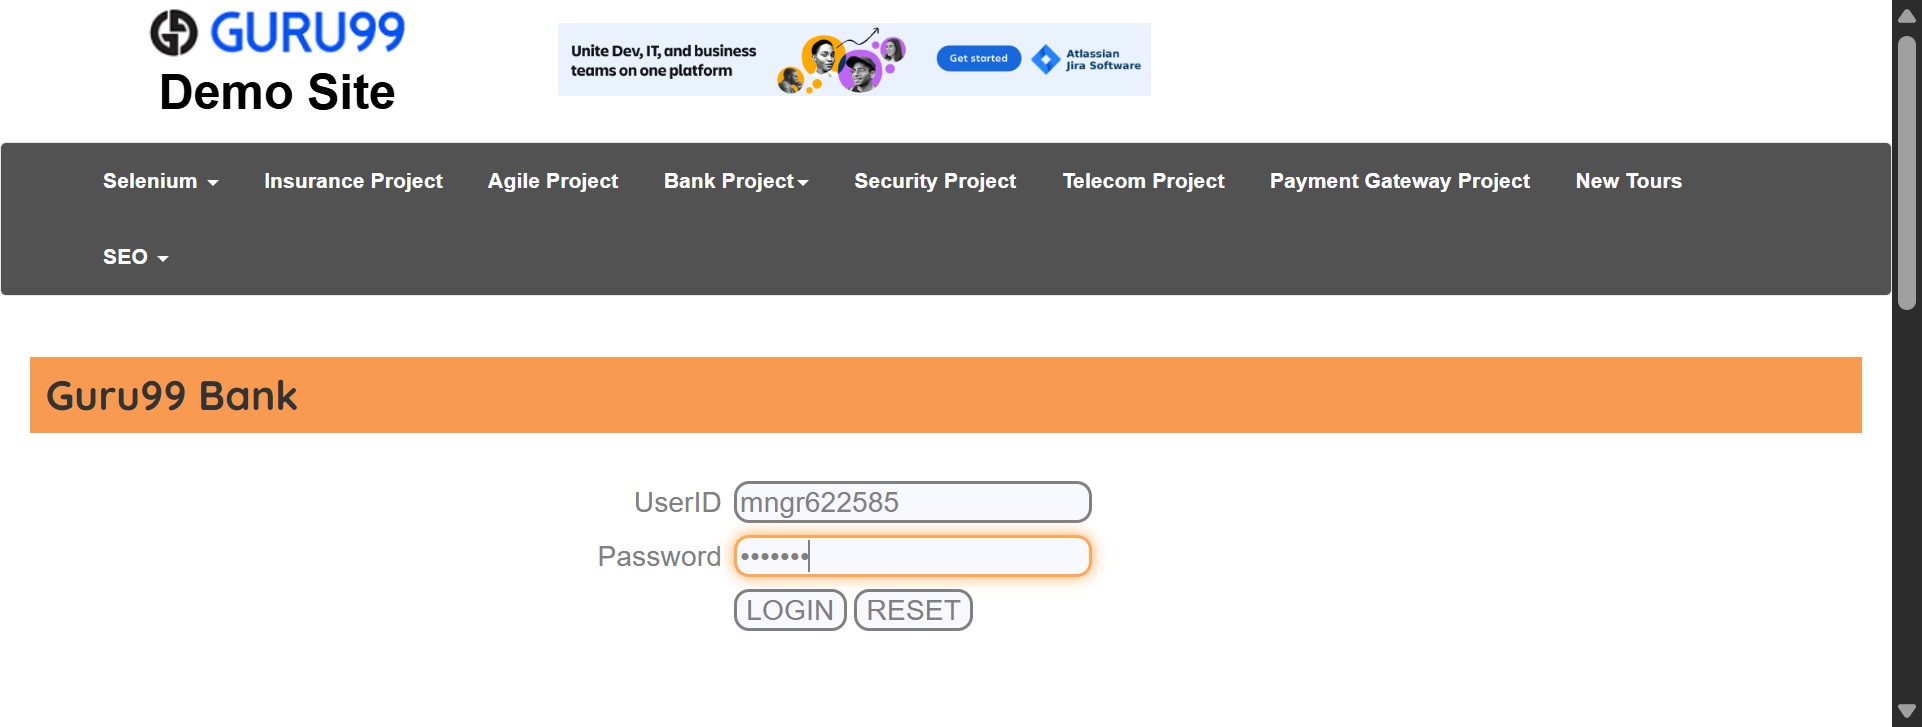 GURU99
Demo Site
Unite Dev, IT, and business
teams on one platform
Get started
Atlassian
Jira Software
Selenium
Insurance Project
Agile Project
Bank Project
Security Project
Telecom Project
Payment Gateway Project
New Tours
SEO
Guru99 Bank
UserID mngr622585
Password •••••••
LOGIN RESET